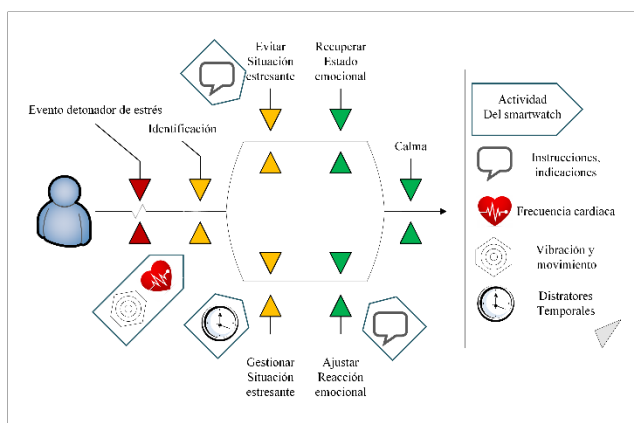 Evitar
Situación
estresante
Recuperar
Estado
emocional
Evento detonador de estrés
Identificación
Calma
Gestionar
Situación
estresante
Ajustar
Reacción
emocional
Actividad
Del smartwatch
Instrucciones,
indicaciones
Frecuencia cardiaca
Vibración y
movimiento
Distratores
Temporales